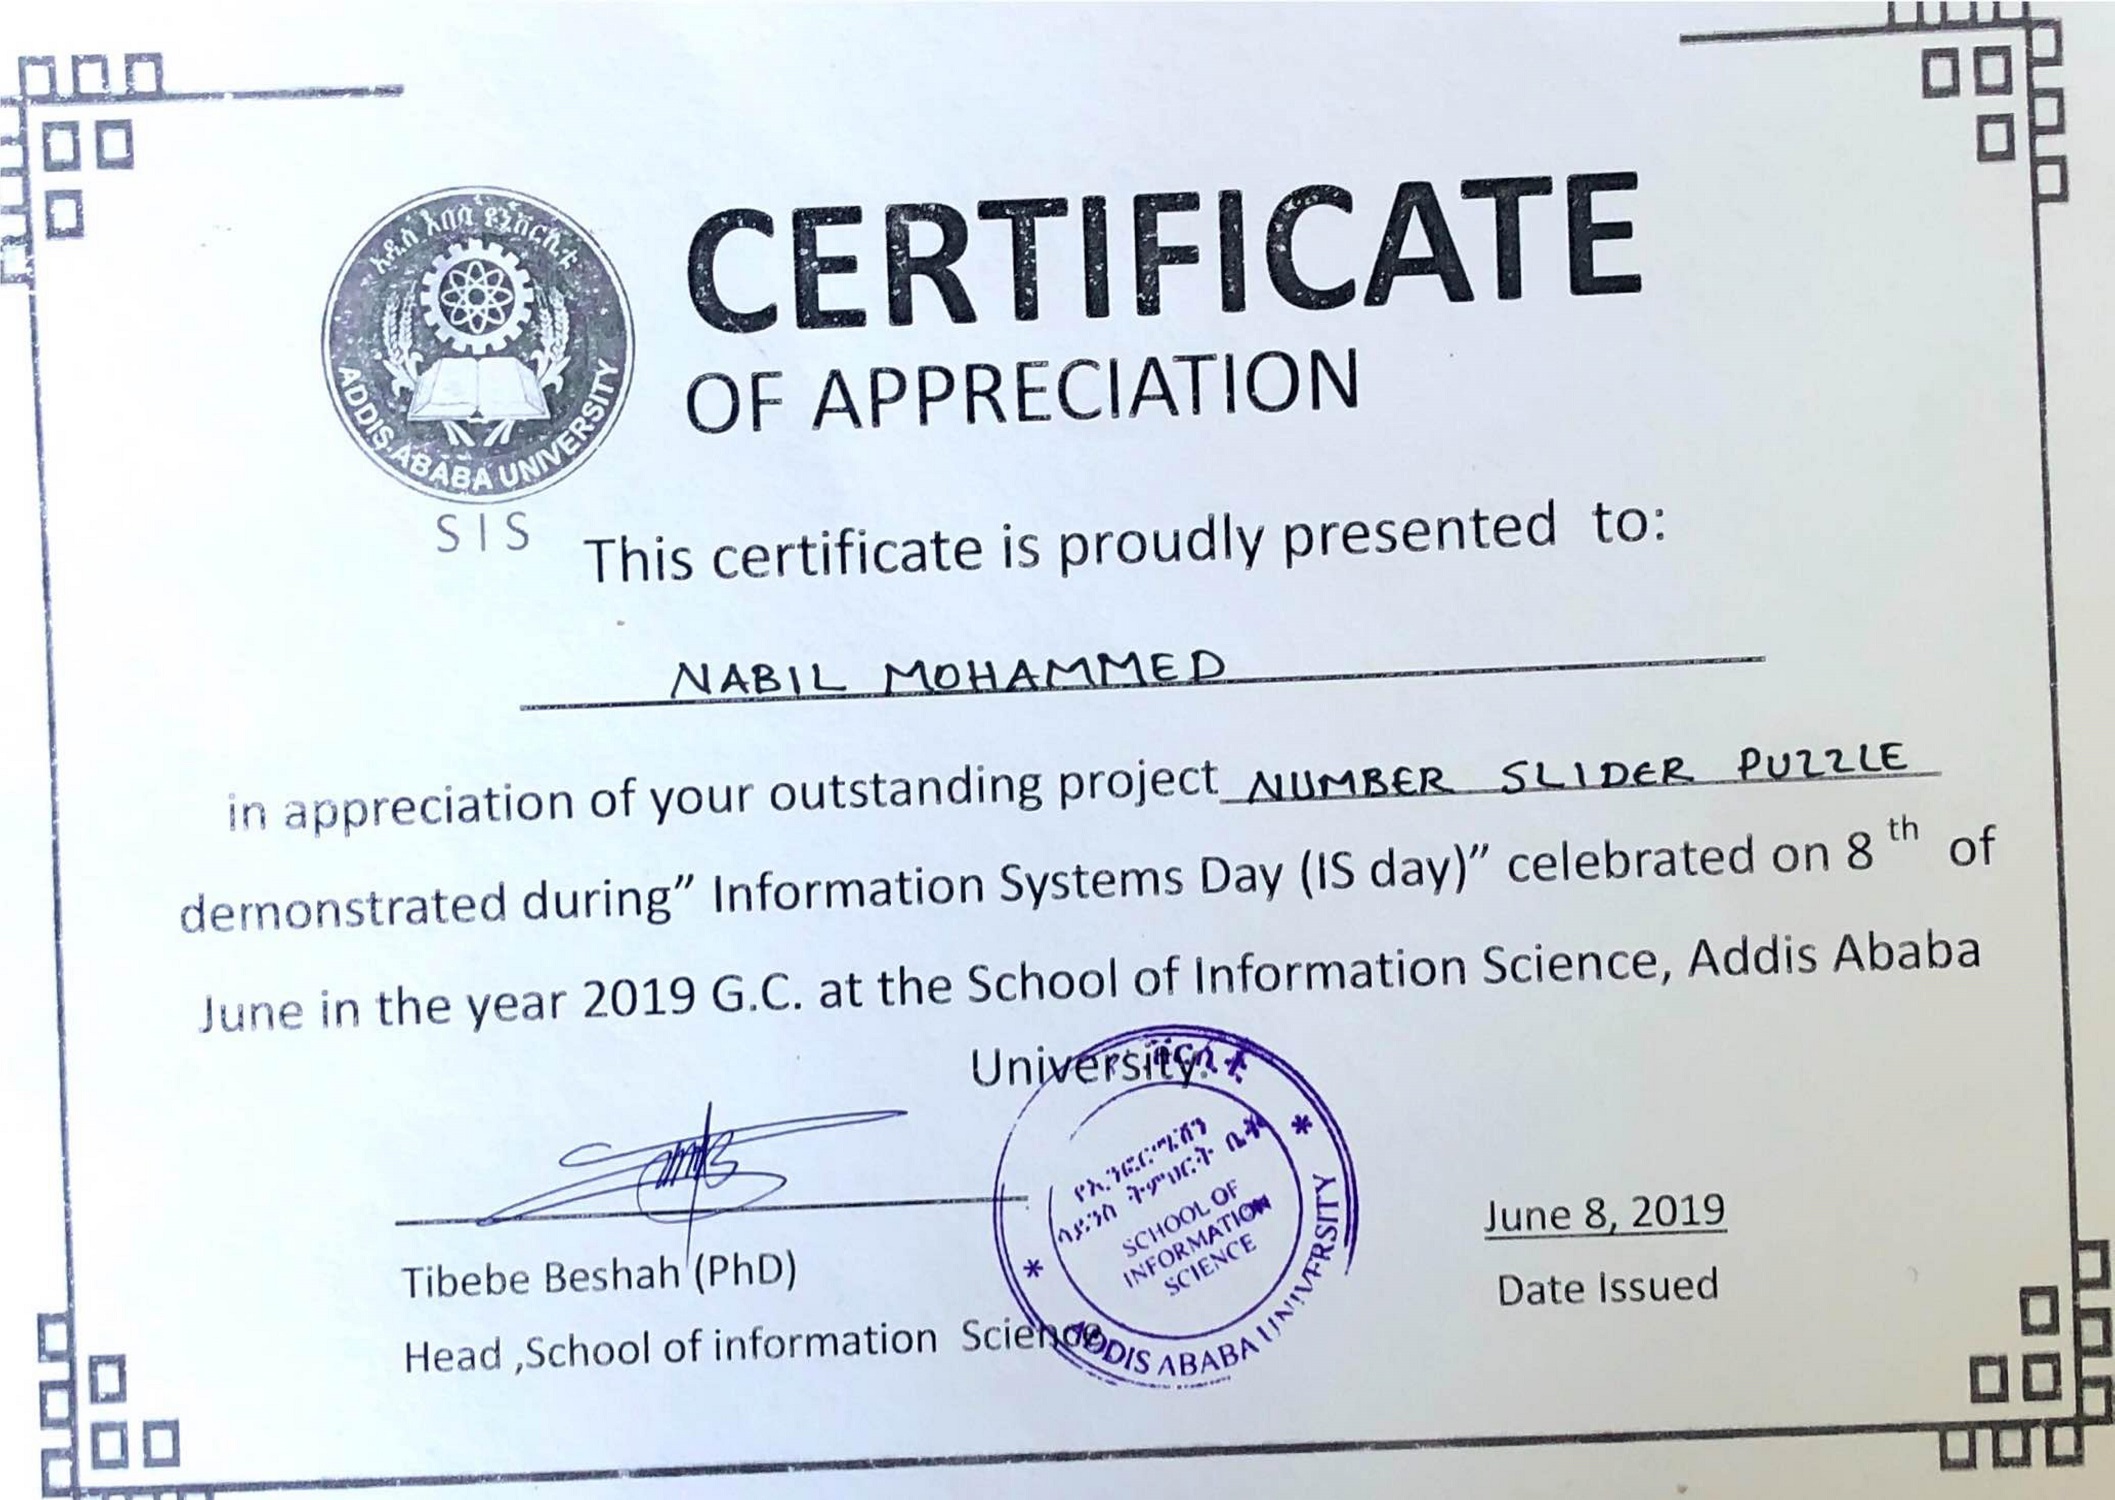 አዲስ አበባ ዩኒቨርሲቲ
ADDIS ABABA UNIVERSITY
SIS
CERTIFICATE
OF APPRECIATION
This certificate is proudly presented to:
NABIL MOHAMMED
in appreciation of your outstanding project NUMBER SLIDER PUZZLE
demonstrated during” Information Systems Day (IS day)” celebrated on 8 th of
June in the year 2019 G.C. at the School of Information Science, Addis Ababa
University.
Tibebe Beshah (PhD)
Head ,School of information Science
የኢንፎርሜሽን
ሳይንስ ትምህርት ቤት
SCHOOL OF
INFORMATION
SCIENCE
ADDIS ABABA UNIVERSITY
June 8, 2019
Date Issued